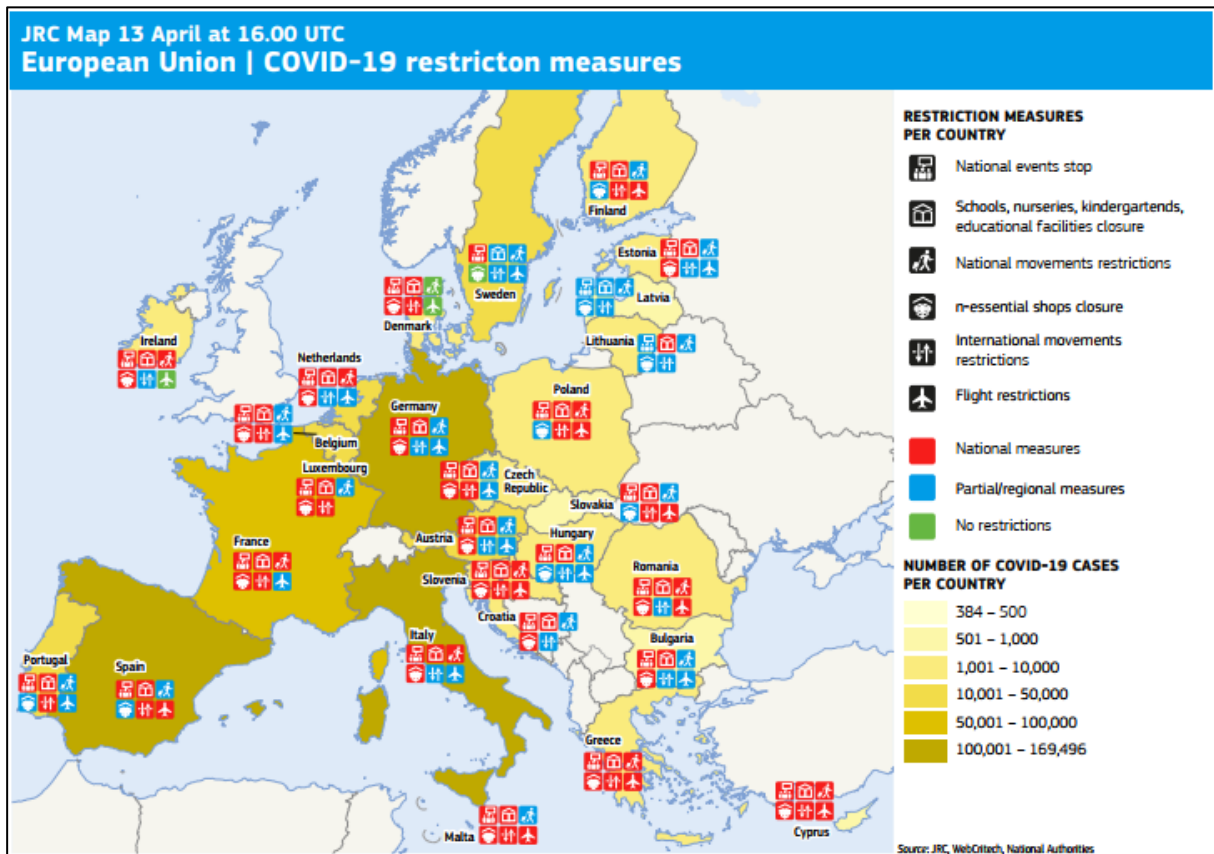 JRC Map 13 April at 16.00 UTC
European Union | COVID-19 restricton measures
RESTRICTION MEASURES
PER COUNTRY
National events stop
Schools, nurseries, kindergartends,
educational facilities closure
National movements restrictions
n-essential shops closure
International movements
restrictions
Flight restrictions
National measures
Partial/regional measures
No restrictions
NUMBER OF COVID-19 CASES
PER COUNTRY
384 – 500
501 – 1,000
1,001 – 10,000
10,001 – 50,000
50,001 – 100,000
100,001 – 169,496
Finland
Estonia
Sweden
Latvia
Denmark
Lithuania
Ireland
Netherlands
Poland
Germany
Belgium
Luxembourg
Czech
Republic
Slovakia
Austria
Hungary
France
Romania
Slovenia
Croatia
Italy
Bulgaria
Portugal
Spain
Greece
Malta
Cyprus
Source: JRC, WebCritech, National Authorities